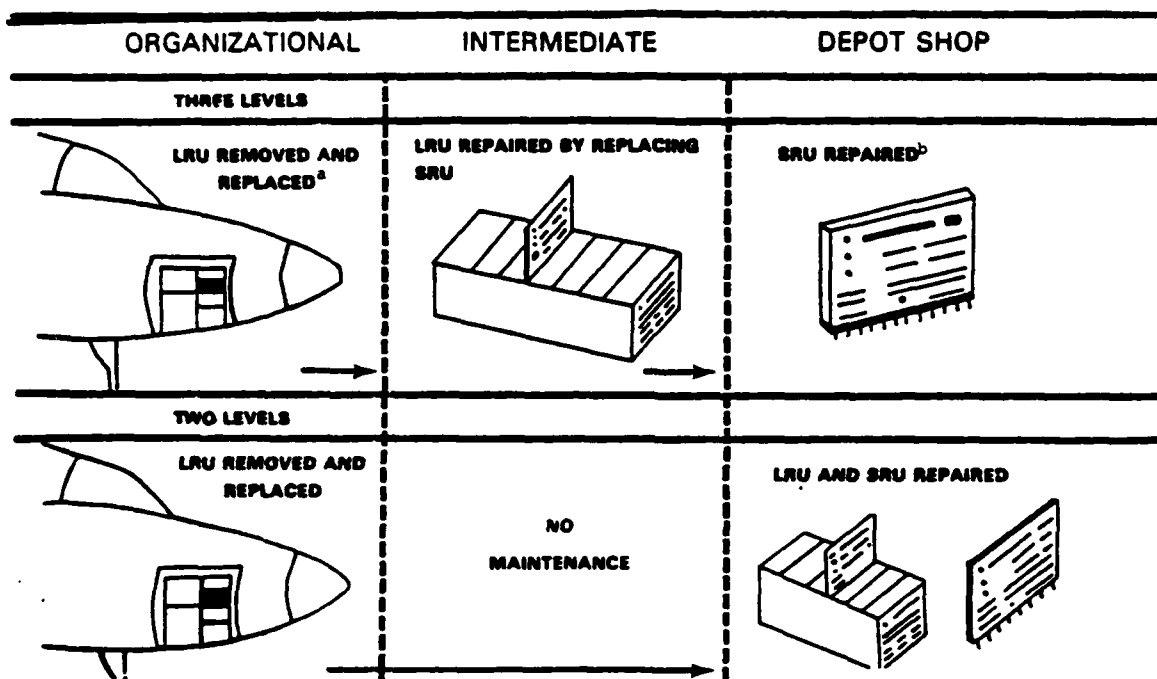 ORGANIZATIONAL INTERMEDIATE DEPOT SHOP
THREE LEVELS
LRU REMOVED AND
REPLACEDa
LRU REPAIRED BY REPLACING
SRU
SRU REPAIREDb
TWO LEVELS
LRU REMOVED AND
REPLACED
NO
MAINTENANCE
LRU AND SRU REPAIRED